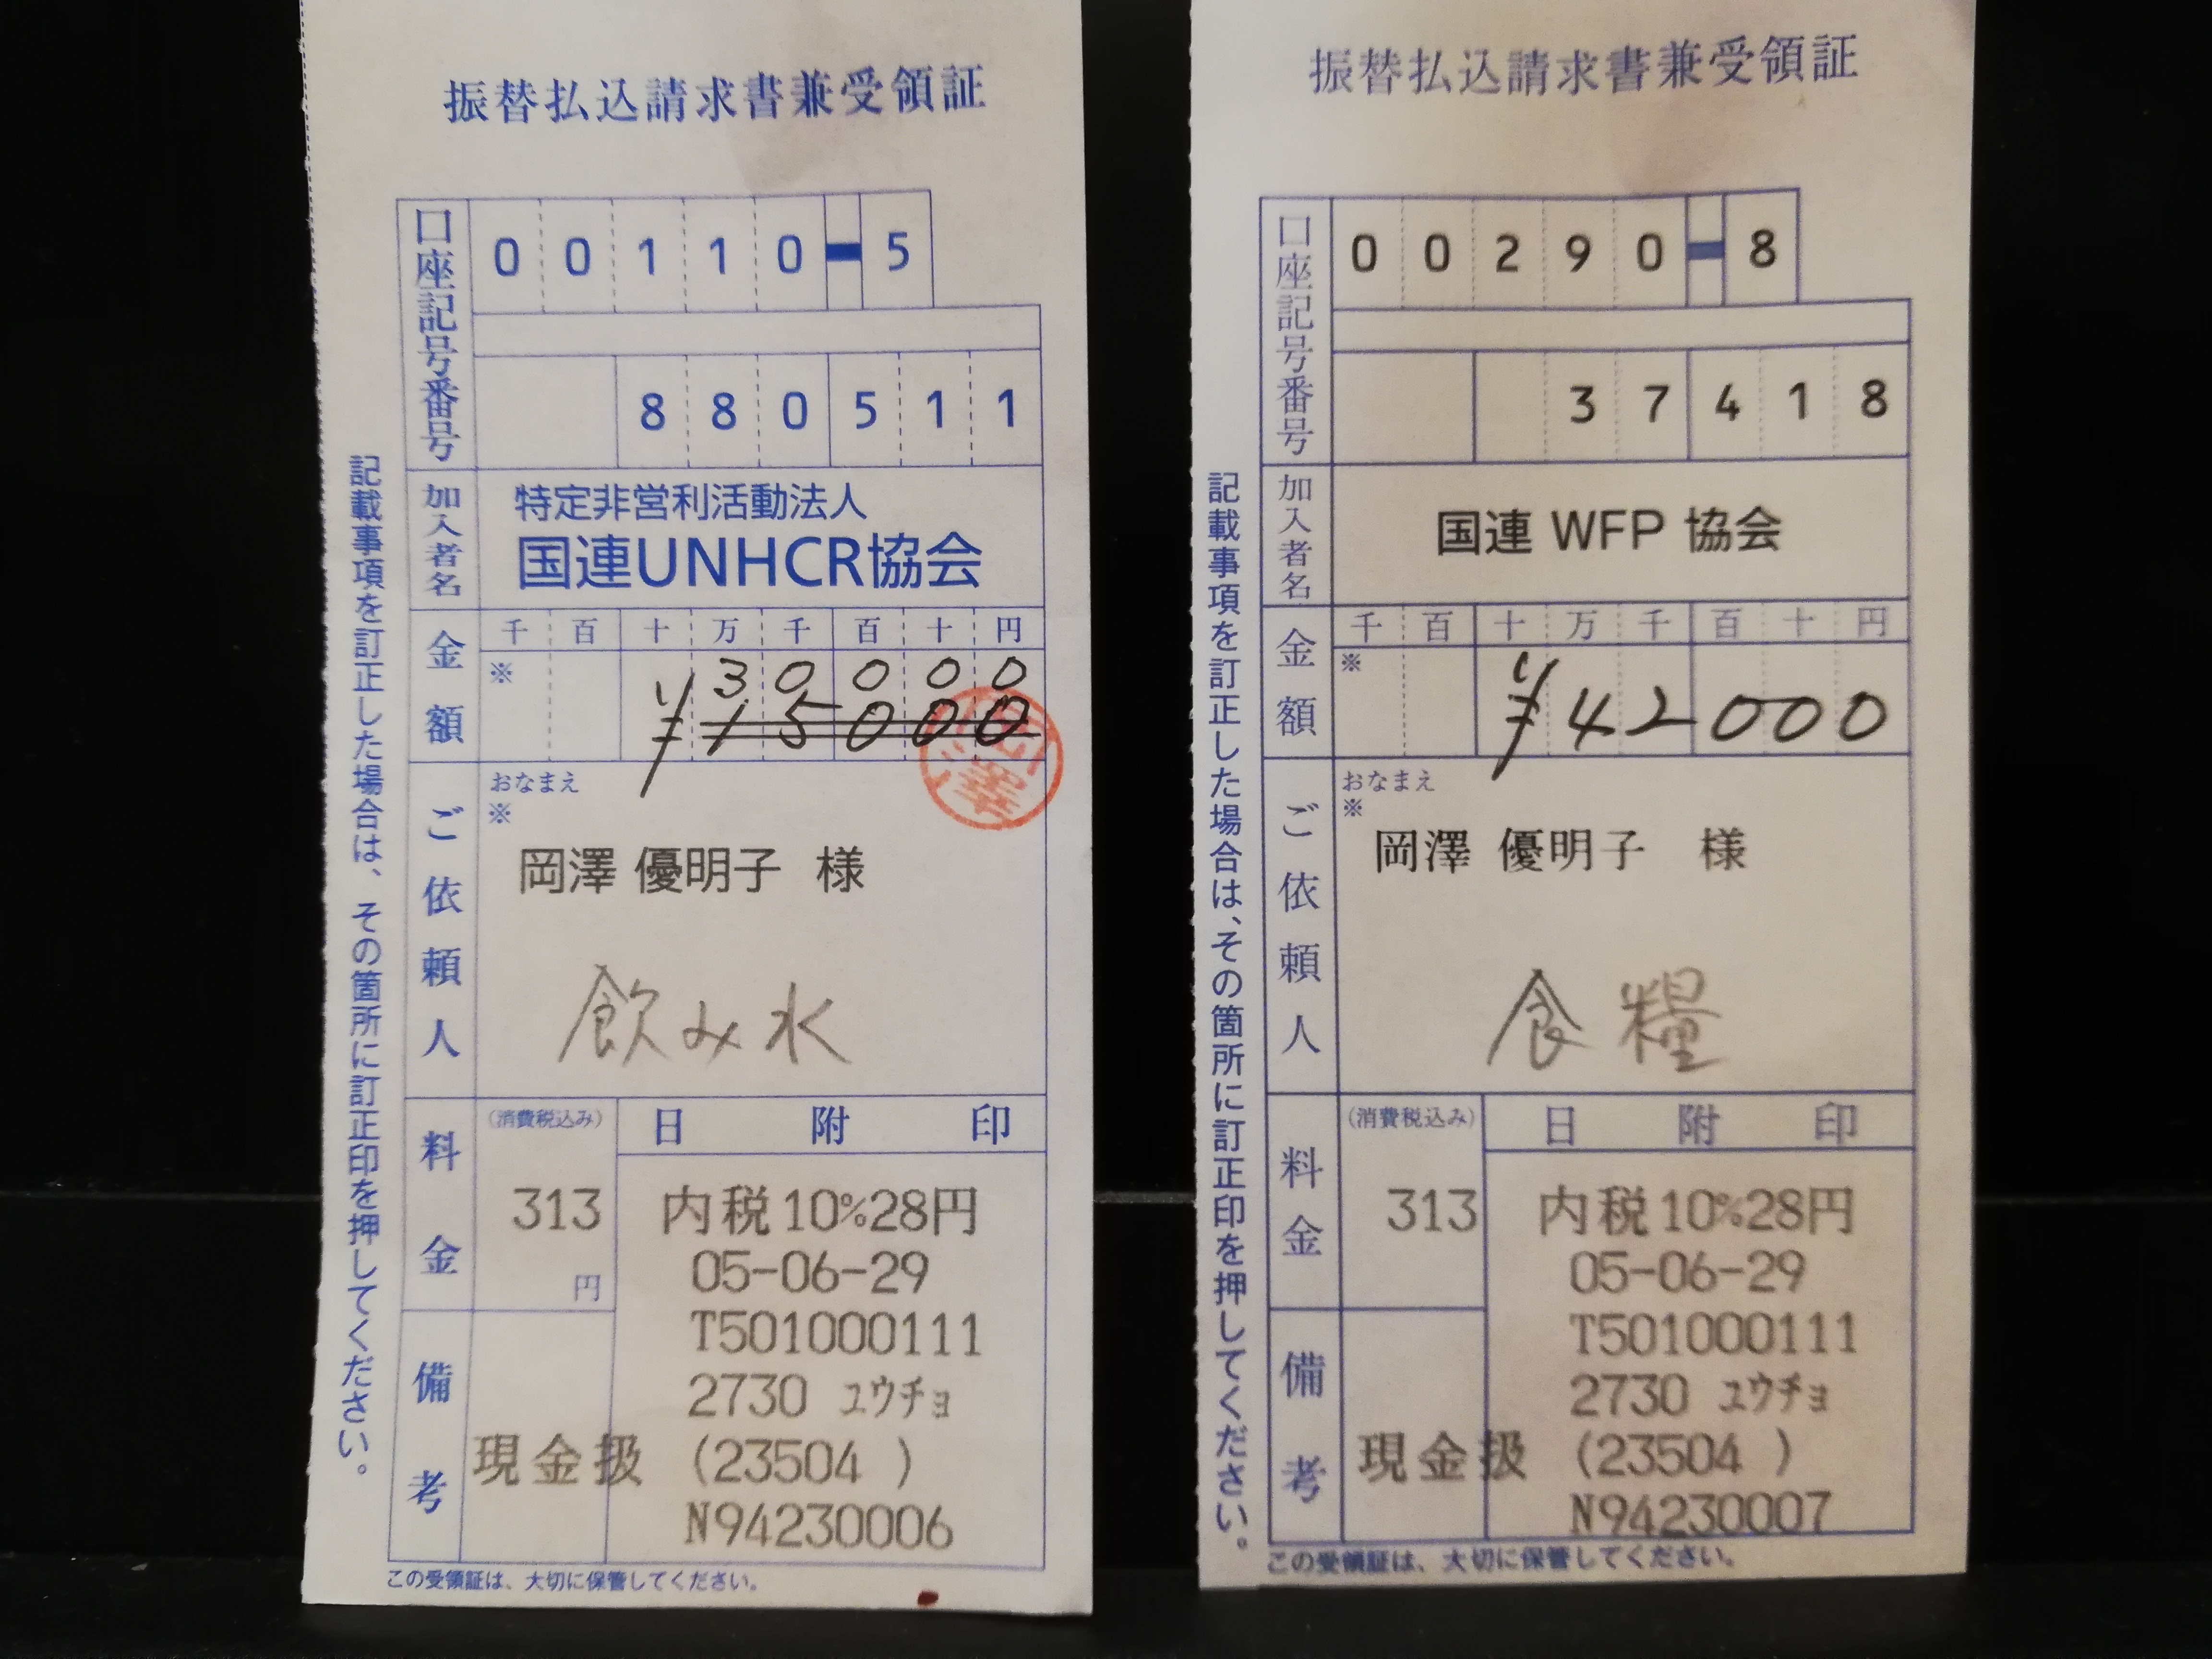 振替払込請求書兼受領証
口座記号番号
00110-5
880511
加入者名
特定非営利活動法人
国連UNHCR協会
金額
千 百 十 万 千 百 十 円
※
30000
¥15000
ご依頼人
おなまえ
※
岡澤 優明子 様
飲み水
料金
(消費税込み)
313
円
日附印
内税10%28円
05-06-29
T501000111
2730 ユウチョ
備考
現金扱
(23504 )
N94230006
記載事項を訂正した場合は、その箇所に訂正印を押してください。
この受領証は、大切に保管してください。
振替払込請求書兼受領証
口座記号番号
00290-8
37418
加入者名
国連 WFP 協会
金額
千 百 十 万 千 百 十 円
※
¥42000
ご依頼人
おなまえ
※
岡澤 優明子 様
食糧
料金
(消費税込み)
313
日附印
内税10%28円
05-06-29
T501000111
2730 ユウチョ
備考
現金扱
(23504 )
N94230007
記載事項を訂正した場合は、その箇所に訂正印を押してください。
この受領証は、大切に保管してください。